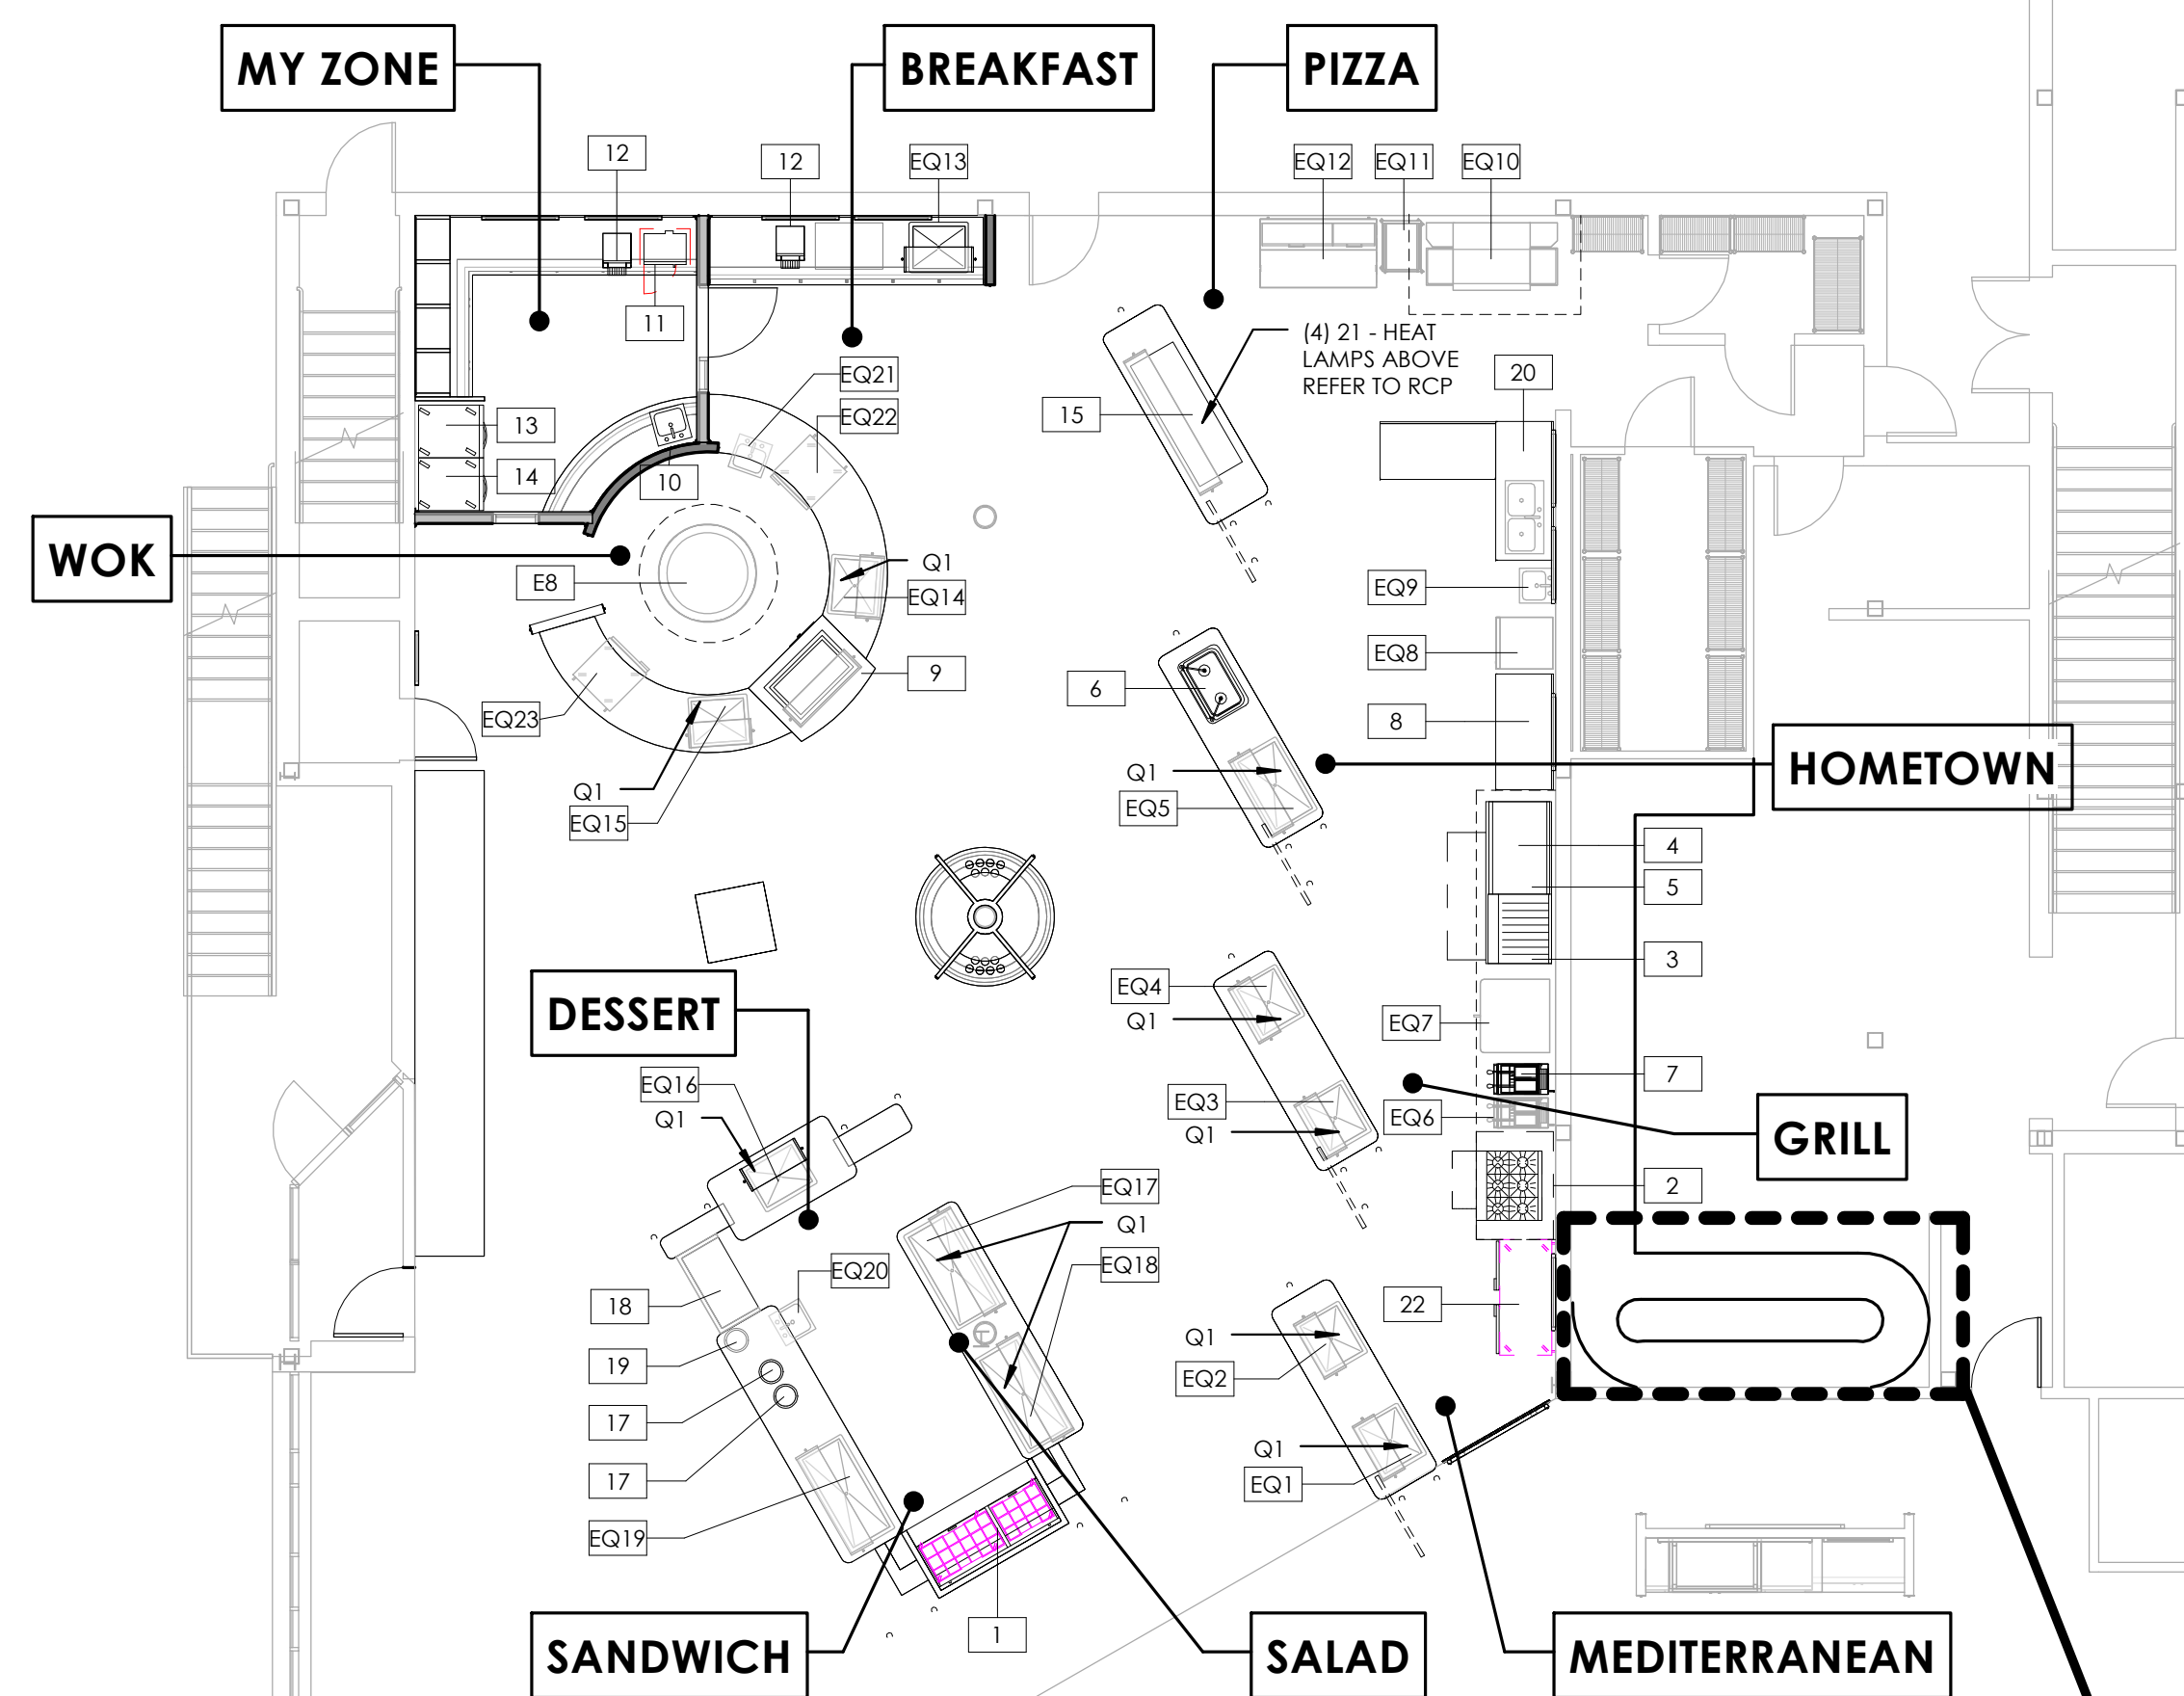 MY ZONE
BREAKFAST
PIZZA
12
12
EQ13
EQ12
EQ11
EQ10
11
(4) 21 - HEAT
LAMPS ABOVE
REFER TO RCP
EQ21
20
EQ22
15
13
14
10
WOK
Q1
E8
EQ14
EQ9
EQ8
9
6
EQ23
8
HOMETOWN
Q1
Q1
EQ5
EQ15
4
5
3
EQ4
DESSERT
Q1
EQ7
7
EQ16
EQ3
EQ6
Q1
Q1
GRILL
EQ17
2
Q1
EQ18
EQ20
18
22
Q1
19
EQ2
17
Q1
17
EQ1
EQ19
1
SANDWICH
SALAD
MEDITERRANEAN